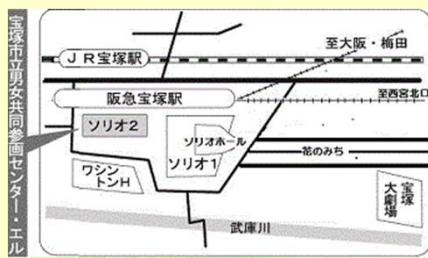 宝塚市立男女共同参画センター・エル
至大阪・梅田
JR宝塚駅
阪急宝塚駅
至西宮北口
ソリオ2
ソリオホール
ソリオ1
花のみち
ワシン
トンH
宝塚
大劇場
武庫川